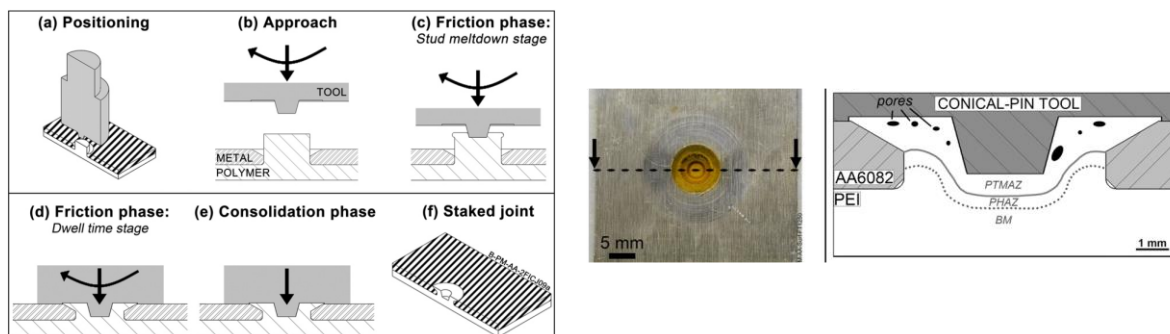 (a) Positioning
(b) Approach
(c) Friction phase:
Stud meltdown stage
TOOL
METAL
POLYMER
(d) Friction phase:
Dwell time stage
(e) Consolidation phase
(f) Staked joint
5 mm
pores
CONICAL-PIN TOOL
AA6082
PEI
PTMAZ
PHAZ
BM
1 mm